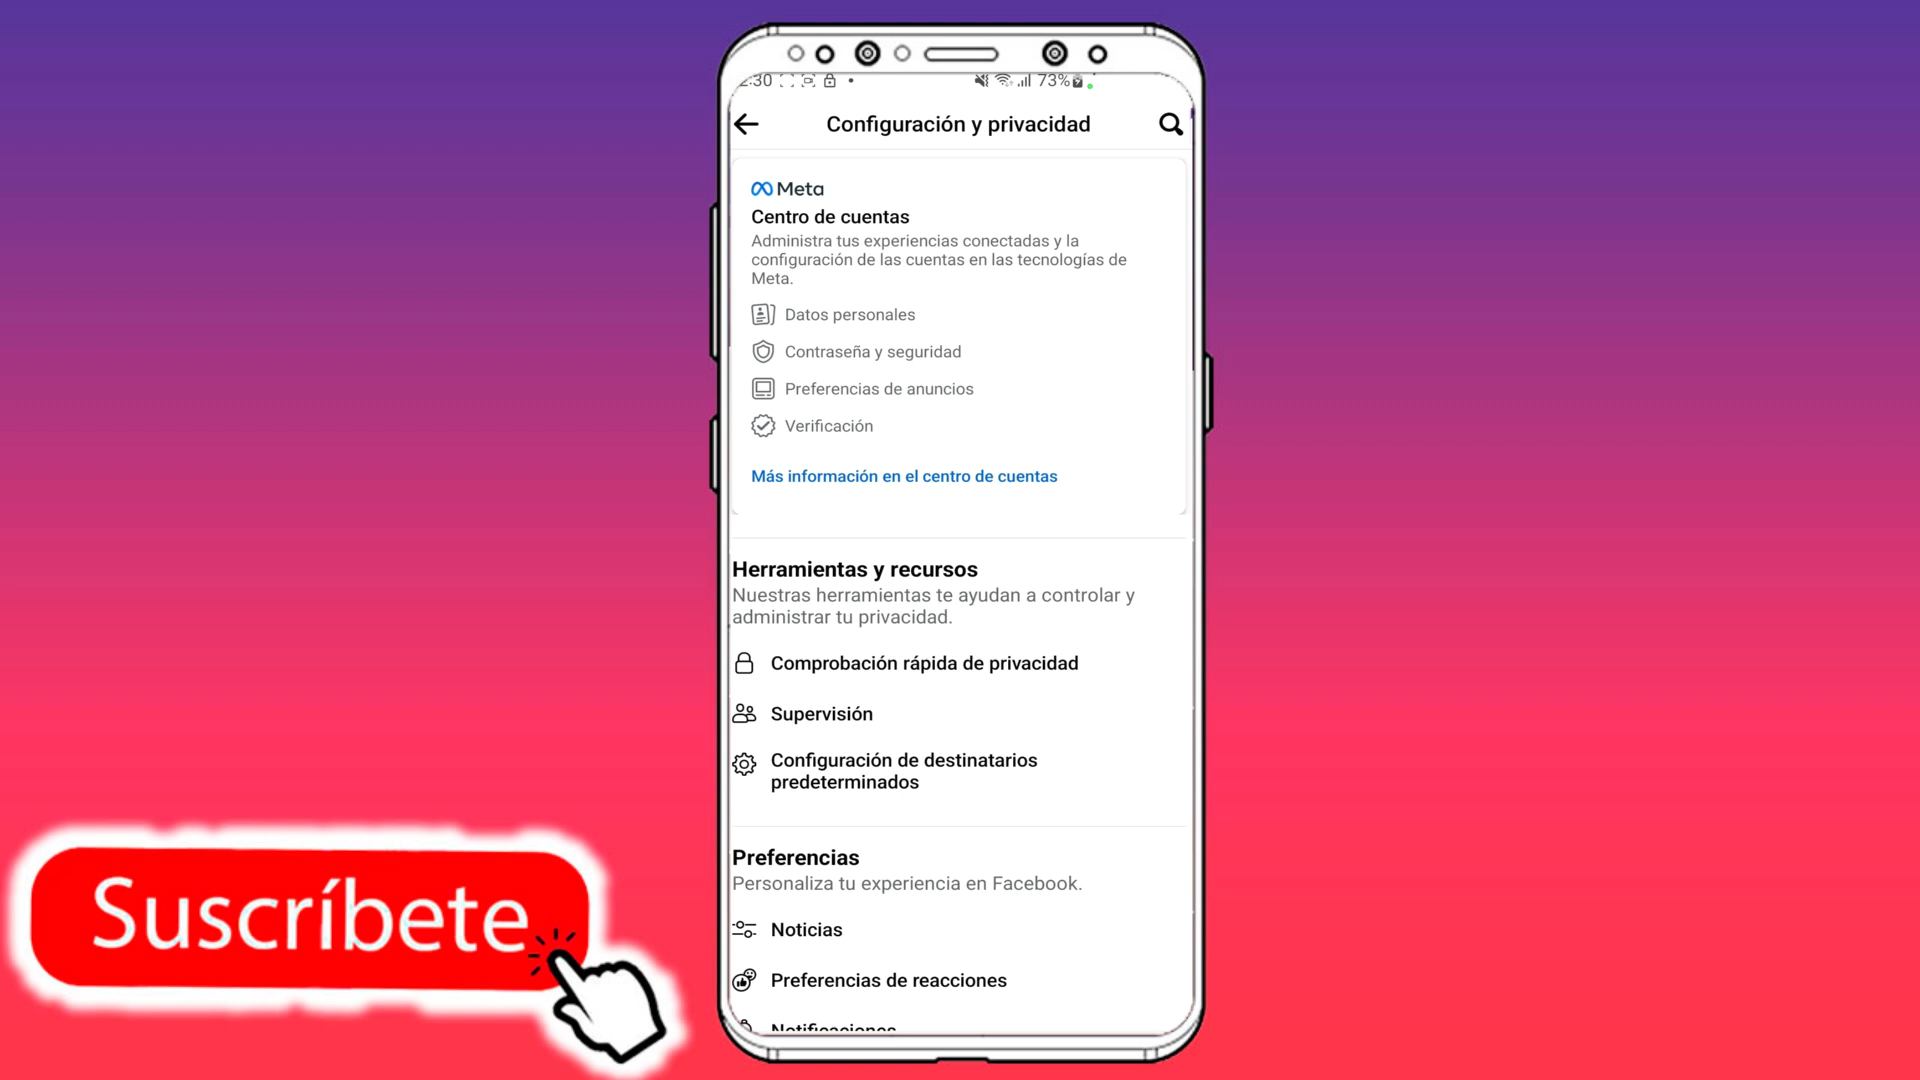 :30 73%
Configuración y privacidad
Meta
Centro de cuentas
Administra tus experiencias conectadas y la
configuración de las cuentas en las tecnologías de
Meta.
Datos personales
Contraseña y seguridad
Preferencias de anuncios
Verificación
Más información en el centro de cuentas
Herramientas y recursos
Nuestras herramientas te ayudan a controlar y
administrar tu privacidad.
Comprobación rápida de privacidad
Supervisión
Configuración de destinatarios
predeterminados
Preferencias
Personaliza tu experiencia en Facebook.
Noticias
Preferencias de reacciones
Notificaciones
Suscríbete